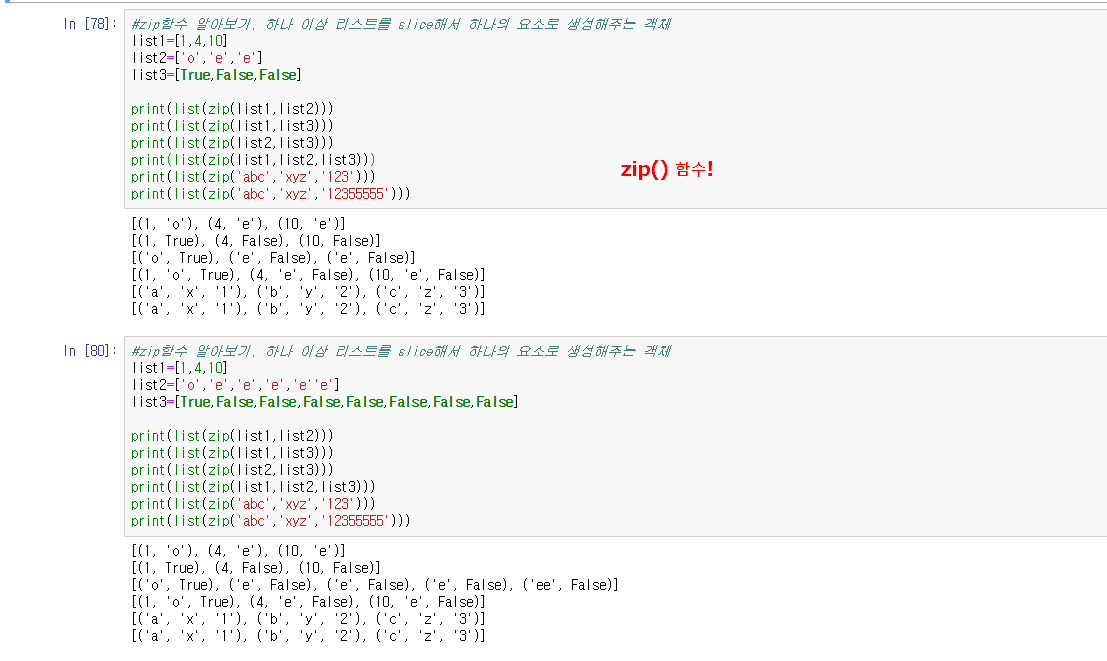 In [78]:
#zip함수 알아보기. 하나 이상 리스트를 slice해서 하나의 요소로 생성해주는 객체
list1=[1,4,10]
list2=['o','e','e']
list3=[True,False,False]
print(list(zip(list1,list2)))
print(list(zip(list1,list3)))
print(list(zip(list2,list3)))
print(list(zip(list1,list2,list3)))
print(list(zip('abc','xyz','123')))
print(list(zip('abc','xyz','12355555')))
zip() 함수!
[(1, 'o'), (4, 'e'), (10, 'e')]
[(1, True), (4, False), (10, False)]
[('o', True), ('e', False), ('e', False)]
[(1, 'o', True), (4, 'e', False), (10, 'e', False)]
[('a', 'x', '1'), ('b', 'y', '2'), ('c', 'z', '3')]
[('a', 'x', '1'), ('b', 'y', '2'), ('c', 'z', '3')]
In [80]:
#zip함수 알아보기. 하나 이상 리스트를 slice해서 하나의 요소로 생성해주는 객체
list1=[1,4,10]
list2=['o','e','e','e','e''e']
list3=[True,False,False,False,False,False,False,False]
print(list(zip(list1,list2)))
print(list(zip(list1,list3)))
print(list(zip(list2,list3)))
print(list(zip(list1,list2,list3)))
print(list(zip('abc','xyz','123')))
print(list(zip('abc','xyz','12355555')))
[(1, 'o'), (4, 'e'), (10, 'e')]
[(1, True), (4, False), (10, False)]
[('o', True), ('e', False), ('e', False), ('e', False), ('ee', False)]
[(1, 'o', True), (4, 'e', False), (10, 'e', False)]
[('a', 'x', '1'), ('b', 'y', '2'), ('c', 'z', '3')]
[('a', 'x', '1'), ('b', 'y', '2'), ('c', 'z', '3')]